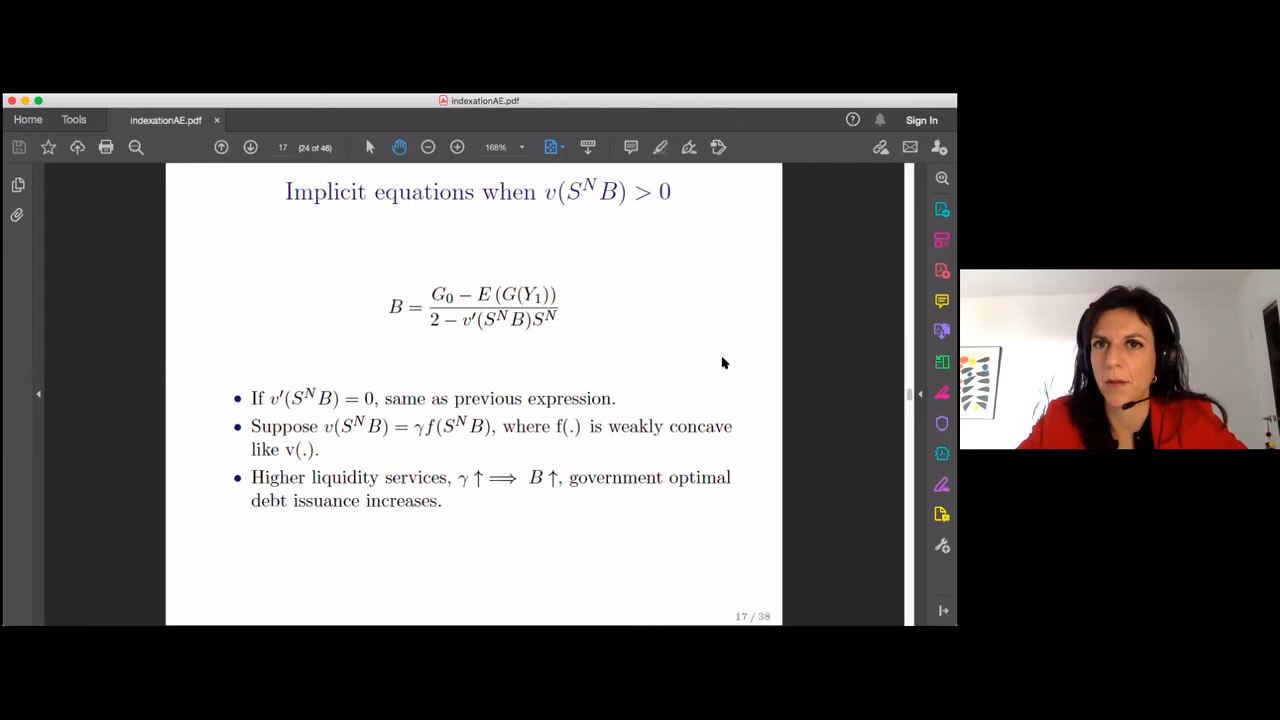 indexationAE.pdf
Home Tools indexationAE.pdf × Sign In
17 (24 of 46) 168%
Implicit equations when v(S^N B) > 0
B = \frac{G_0 − E (G(Y_1))}{2 − v′(S^N B)S^N}
• If v′(S^N B) = 0, same as previous expression.
• Suppose v(S^N B) = γf(S^N B), where f(.) is weakly concave
like v(.).
• Higher liquidity services, γ ↑ ⟹ B ↑, government optimal
debt issuance increases.
17 / 38